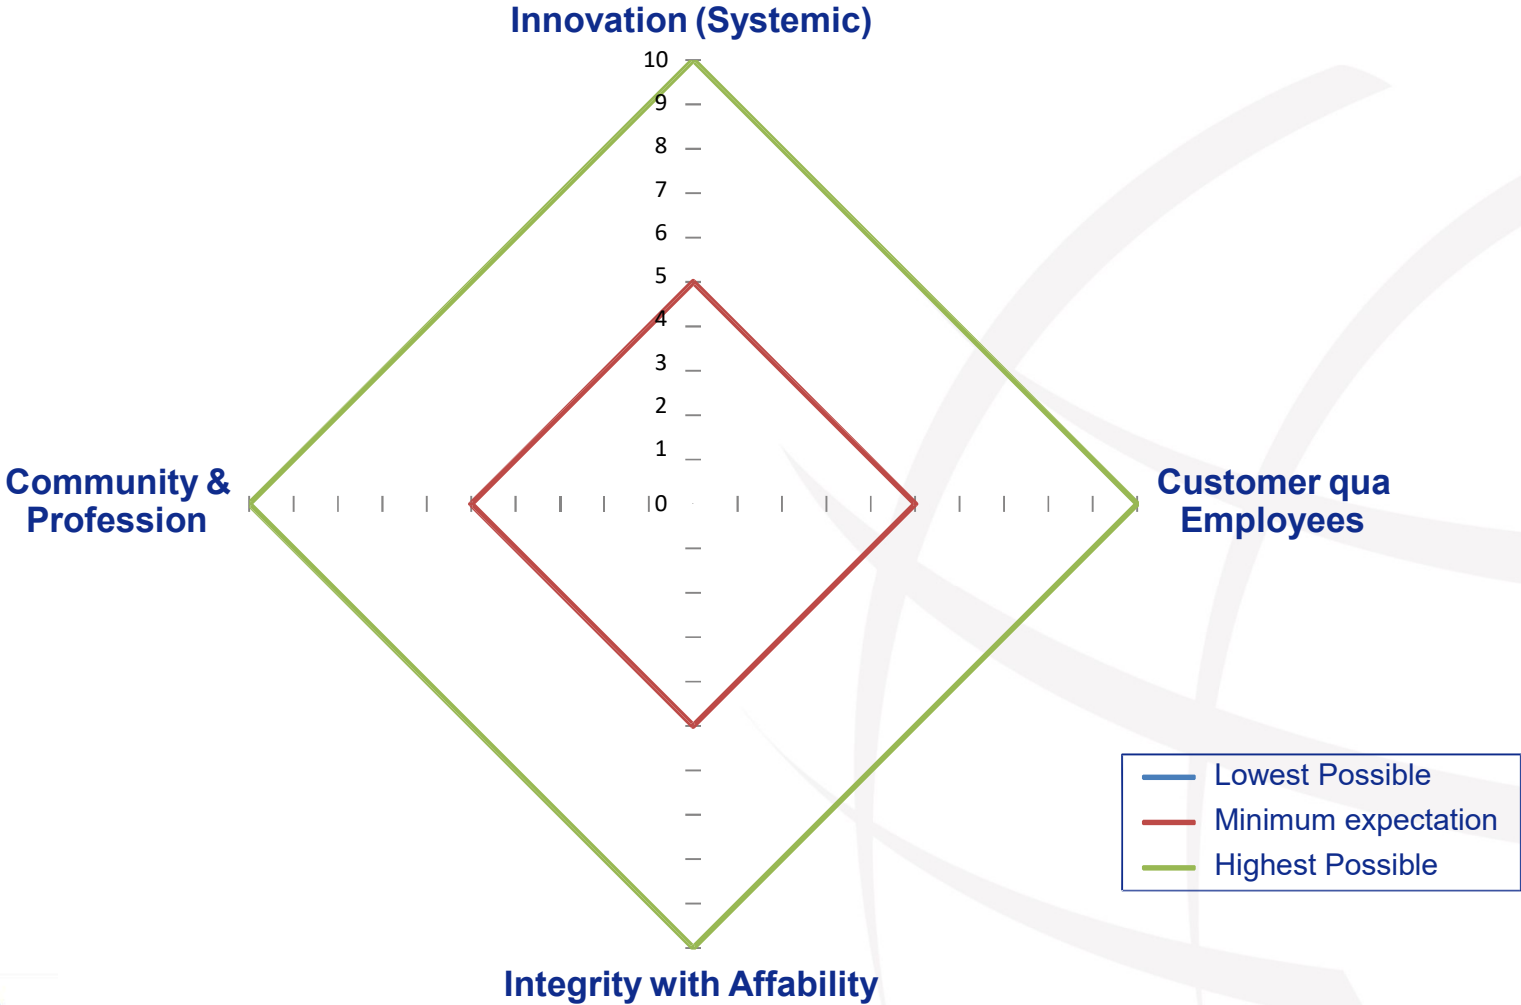 Innovation (Systemic)
10
9
8
7
6
5
4
3
2
1
0
Community &
Profession
Customer qua
Employees
Lowest Possible
Minimum expectation
Highest Possible
Integrity with Affability